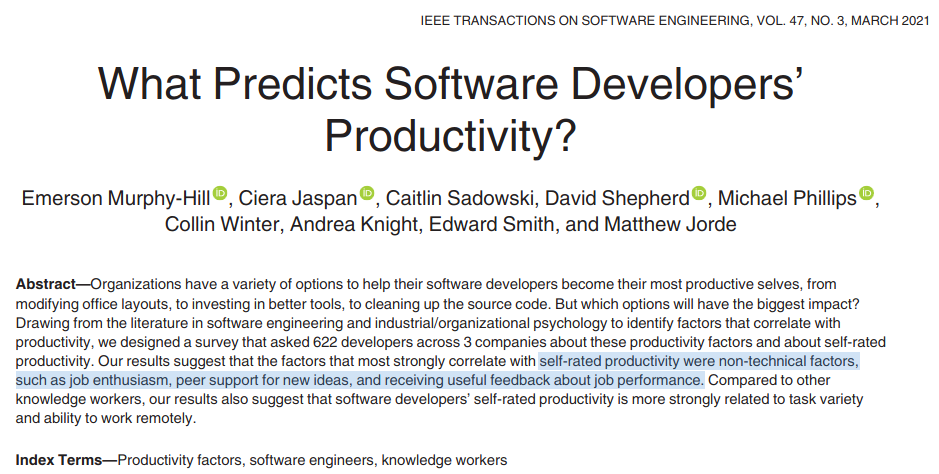 IEEE TRANSACTIONS ON SOFTWARE ENGINEERING, VOL. 47, NO. 3, MARCH 2021
What Predicts Software Developers’
Productivity?
Emerson Murphy-Hill iD, Ciera Jaspan iD, Caitlin Sadowski, David Shepherd iD, Michael Phillips iD,
Collin Winter, Andrea Knight, Edward Smith, and Matthew Jorde
Abstract—Organizations have a variety of options to help their software developers become their most productive selves, from
modifying office layouts, to investing in better tools, to cleaning up the source code. But which options will have the biggest impact?
Drawing from the literature in software engineering and industrial/organizational psychology to identify factors that correlate with
productivity, we designed a survey that asked 622 developers across 3 companies about these productivity factors and about self-rated
productivity. Our results suggest that the factors that most strongly correlate with self-rated productivity were non-technical factors,
such as job enthusiasm, peer support for new ideas, and receiving useful feedback about job performance. Compared to other
knowledge workers, our results also suggest that software developers’ self-rated productivity is more strongly related to task variety
and ability to work remotely.
Index Terms—Productivity factors, software engineers, knowledge workers